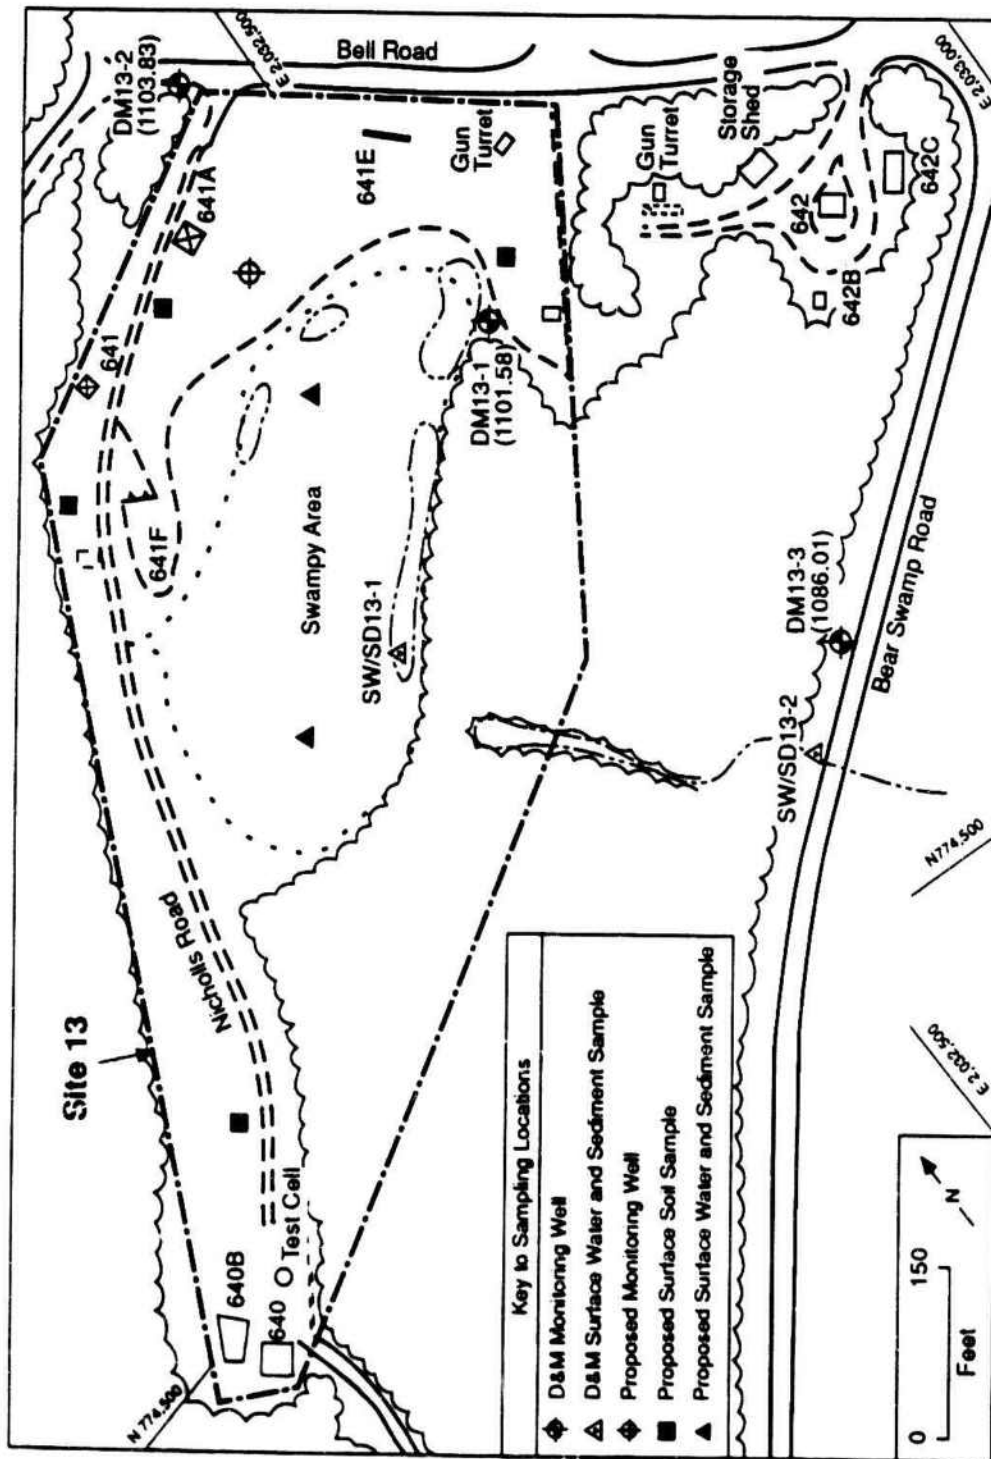 Site 13
Nicholls Road
N 774,500
640B
640
Test Cell
641
641A
641F
641E
DM13-2
(1103.83)
E 2,032,500
Bell Road
Gun
Turret
Swampy Area
SW/SD13-1
DM13-1
(1101.58)
Gun
Turret
Storage
Shed
642
642B
642C
E 2,033,000
DM13-3
(1086.01)
SW/SD13-2
Bear Swamp Road
N774,500
E 2,032,500
Key to Sampling Locations
D&M Monitoring Well
D&M Surface Water and Sediment Sample
Proposed Monitoring Well
Proposed Surface Soil Sample
Proposed Surface Water and Sediment Sample
0 150
Feet
N